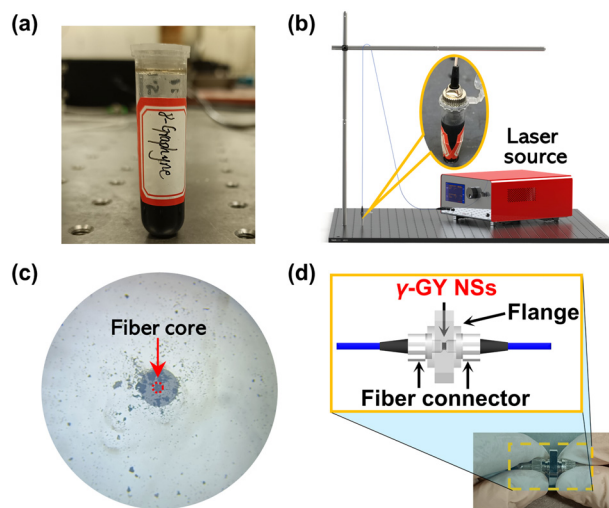 (a)
γ-Graphyne
(b)
Laser
source
(c)
Fiber core
(d)
γ-GY NSs
Flange
Fiber connector